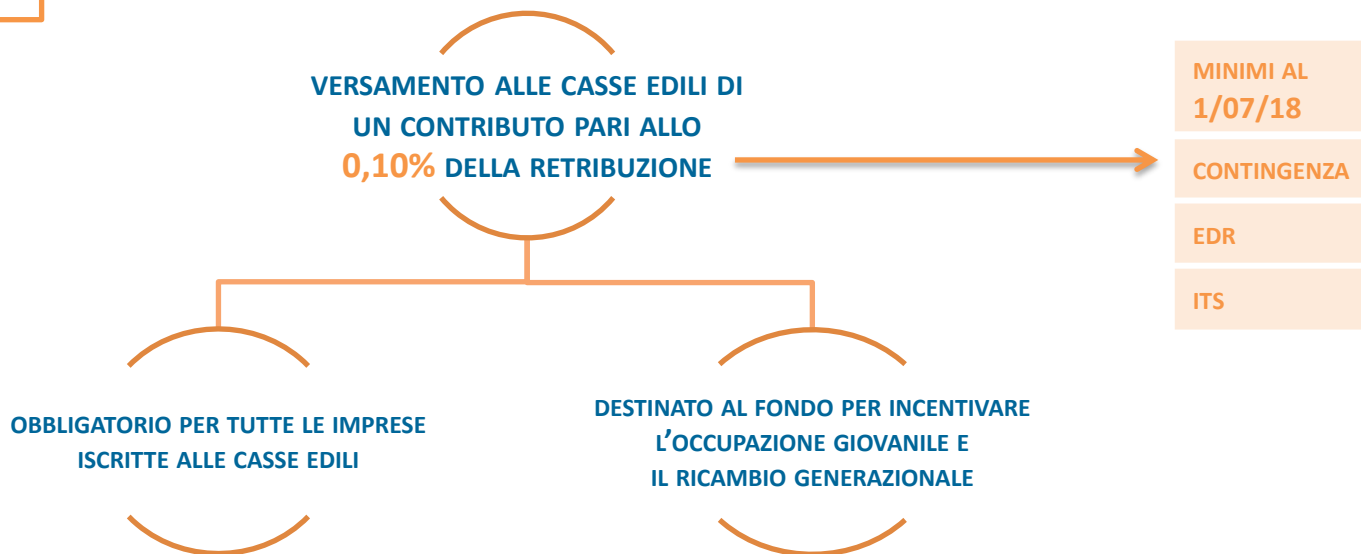 VERSAMENTO ALLE CASSE EDILI DI
UN CONTRIBUTO PARI ALLO
0,10% DELLA RETRIBUZIONE
MINIMI AL
1/07/18
CONTINGENZA
EDR
ITS
OBBLIGATORIO PER TUTTE LE IMPRESE
ISCRITTE ALLE CASSE EDILI
DESTINATO AL FONDO PER INCENTIVARE
L'OCCUPAZIONE GIOVANILE E
IL RICAMBIO GENERAZIONALE